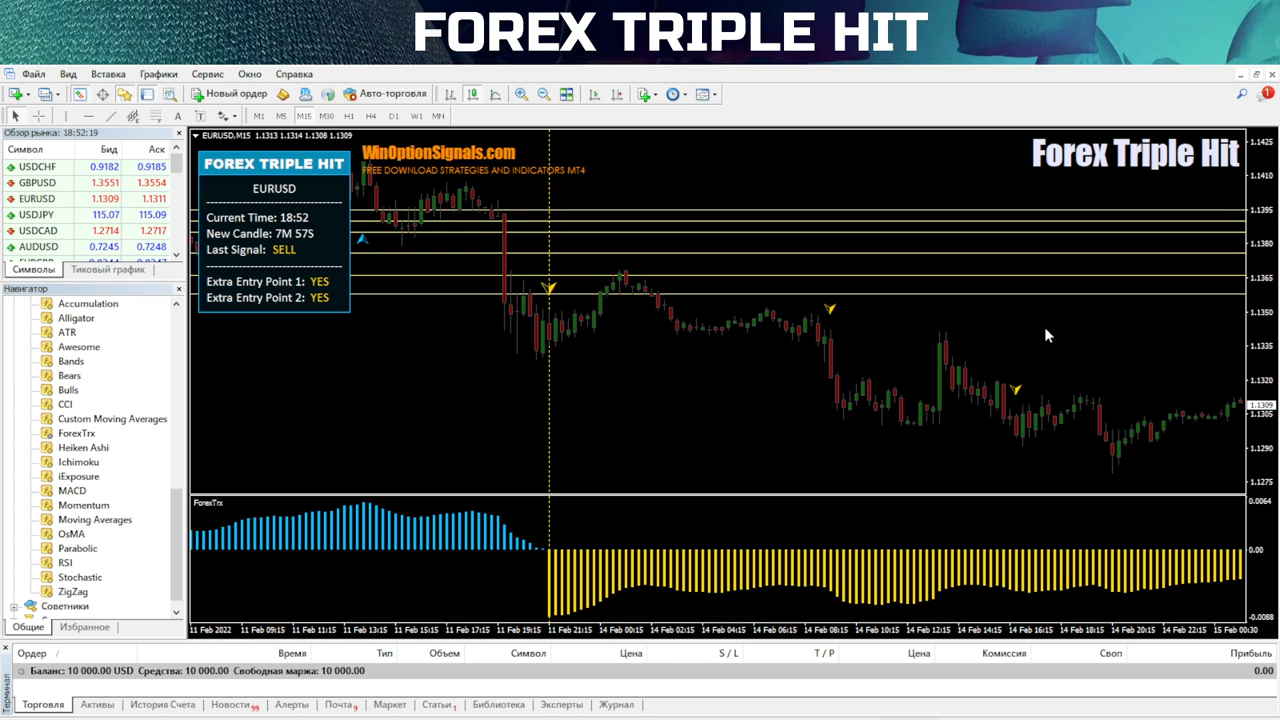 FOREX TRIPLE HIT
Файл Вид Вставка Графики Сервис Окно Справка
Новый ордер Авто-торговля
1
M1 M5 M15 M30 H1 H4 D1 W1 MN
Обзор рынка: 18:52:19
Символ Бид Аск
USDCHF 0.9182 0.9185
GBPUSD 1.3551 1.3554
EURUSD 1.1309 1.1311
USDJPY 115.07 115.09
USDCAD 1.2714 1.2717
AUDUSD 0.7245 0.7248
Символы Тиковый график
Навигатор
Accumulation
Alligator
ATR
Awesome
Bands
Bears
Bulls
CCI
Custom Moving Averages
ForexTrx
Heiken Ashi
Ichimoku
iExposure
MACD
Momentum
Moving Averages
OsMA
Parabolic
RSI
Stochastic
ZigZag
Советники
Общие Избранное
EURUSD,M15 1.1313 1.1314 1.1308 1.1309
FOREX TRIPLE HIT
EURUSD
Current Time: 18:52
New Candle: 7M 57S
Last Signal: SELL
Extra Entry Point 1: YES
Extra Entry Point 2: YES
WinOptionSignals.com
FREE DOWNLOAD STRATEGIES AND INDICATORS MT4
Forex Triple Hit
1.1425
1.1410
1.1395
1.1380
1.1365
1.1350
1.1335
1.1320
1.1309
1.1305
1.1290
1.1275
ForexTrx
0.0064
0.00
-0.0088
11 Feb 2022 11 Feb 09:15 11 Feb 11:15 11 Feb 13:15 11 Feb 15:15 11 Feb 17:15 11 Feb 19:15 11 Feb 21:15 14 Feb 00:15 14 Feb 02:15 14 Feb 04:15 14 Feb 06:15 14 Feb 08:15 14 Feb 10:15 14 Feb 12:15 14 Feb 14:15 14 Feb 16:15 14 Feb 18:15 14 Feb 20:15 14 Feb 22:15 15 Feb 00:30
Ордер / Время Тип Объем Символ Цена S / L T / P Цена Комиссия Своп Прибыль
Баланс: 10 000.00 USD Средства: 10 000.00 Свободная маржа: 10 000.00 0.00
Терминал
Торговля Активы История Счета Новости 99 Алерты Почта 9 Маркет Статьи 1 Библиотека Эксперты Журнал